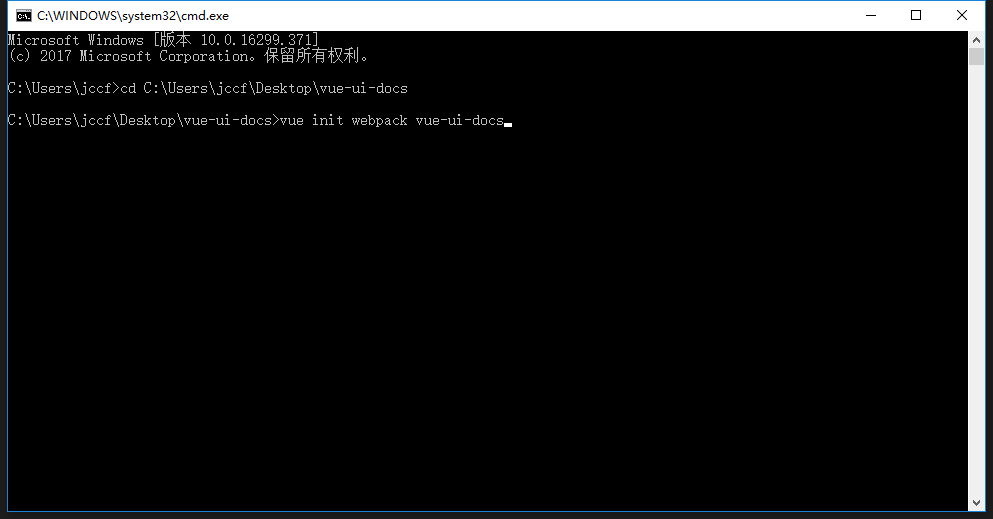 C:\WINDOWS\system32\cmd.exe
Microsoft Windows [版本 10.0.16299.371]
(c) 2017 Microsoft Corporation。保留所有权利。
C:\Users\jccf>cd C:\Users\jccf\Desktop\vue-ui-docs
C:\Users\jccf\Desktop\vue-ui-docs>vue init webpack vue-ui-docs